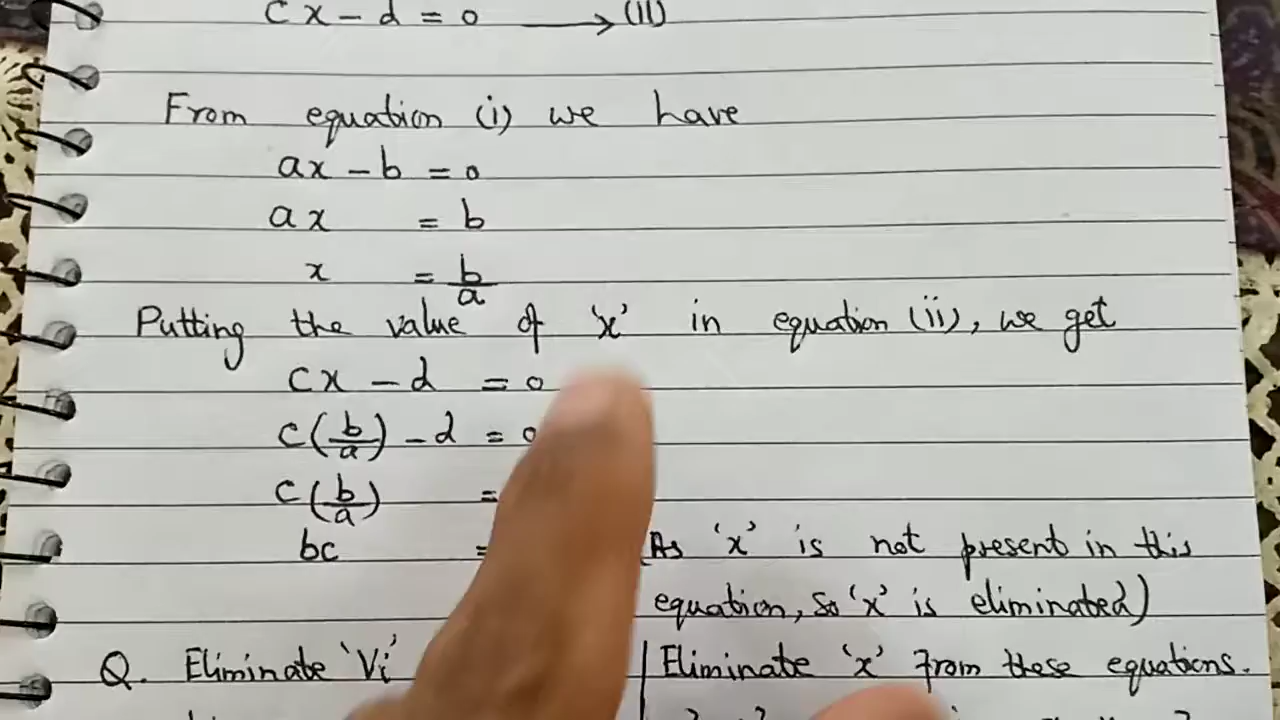 cx - d = 0 ⟶ (II)
From equation (i) we have
ax - b = 0
ax = b
x = b/a
Putting the value of 'x' in equation (ii), we get
cx - d = 0
c(b/a) - d = 0
c(b/a) =
bc = (As 'x' is not present in this
equation, so 'x' is eliminated)
Q. Eliminate 'Vi' | Eliminate 'x' from these equations.